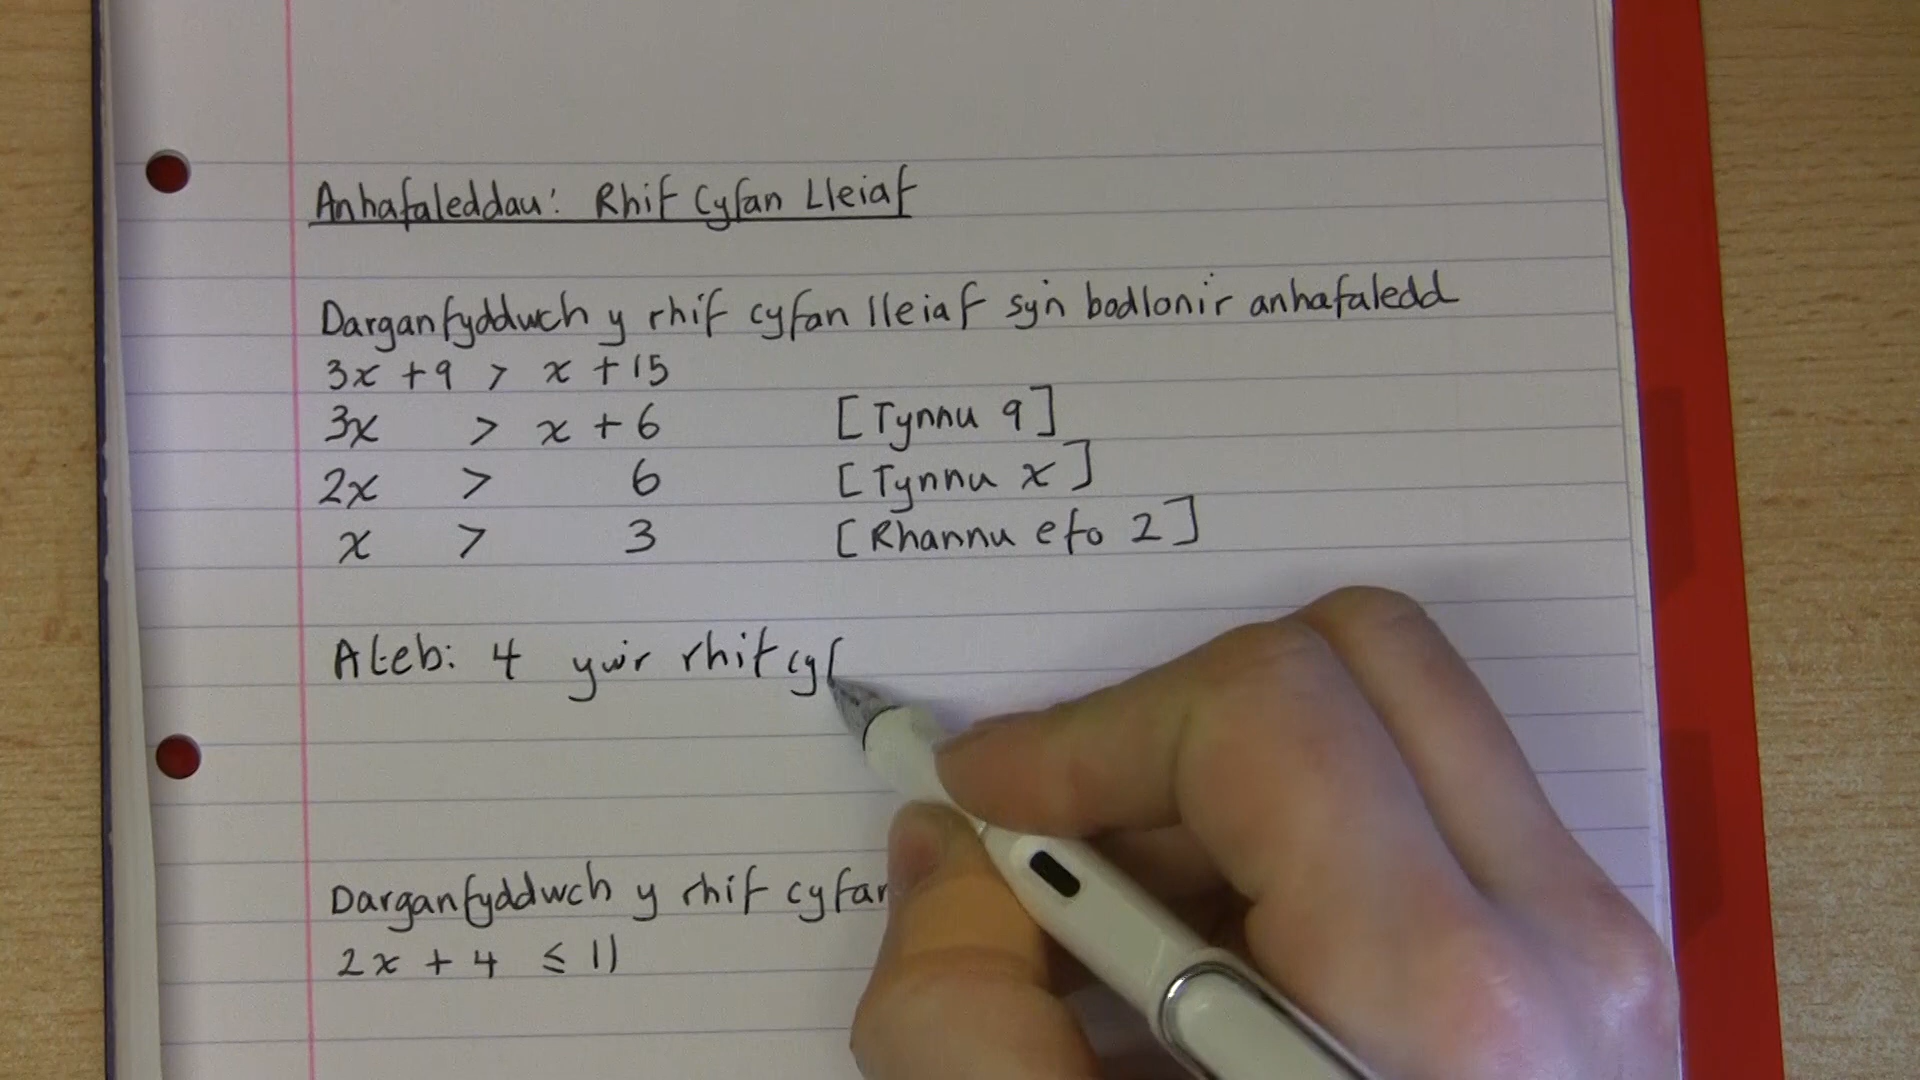 Anhafaleddau: Rhif Cyfan Lleiaf
Darganfyddwch y rhif cyfan lleiaf sy'n bodloni'r anhafaledd
3x + 9 > x + 15
3x > x + 6 [Tynnu 9]
2x > 6 [Tynnu x]
x > 3 [Rhannu efo 2]
Ateb: 4 yw'r rhif cyf
Darganfyddwch y rhif cyfan
2x + 4 ≤ 11